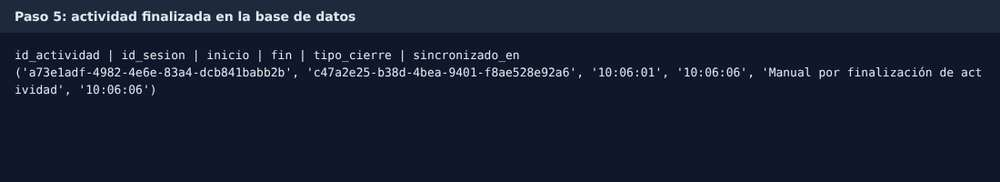 Paso 5: actividad finalizada en la base de datos
id_actividad | id_sesion | inicio | fin | tipo_cierre | sincronizado_en
('a73e1adf-4982-4e6e-83a4-dcb841babb2b', 'c47a2e25-b38d-4bea-9401-f8ae528e92a6', '10:06:01', '10:06:06', 'Manual por finalización de act
ividad', '10:06:06')